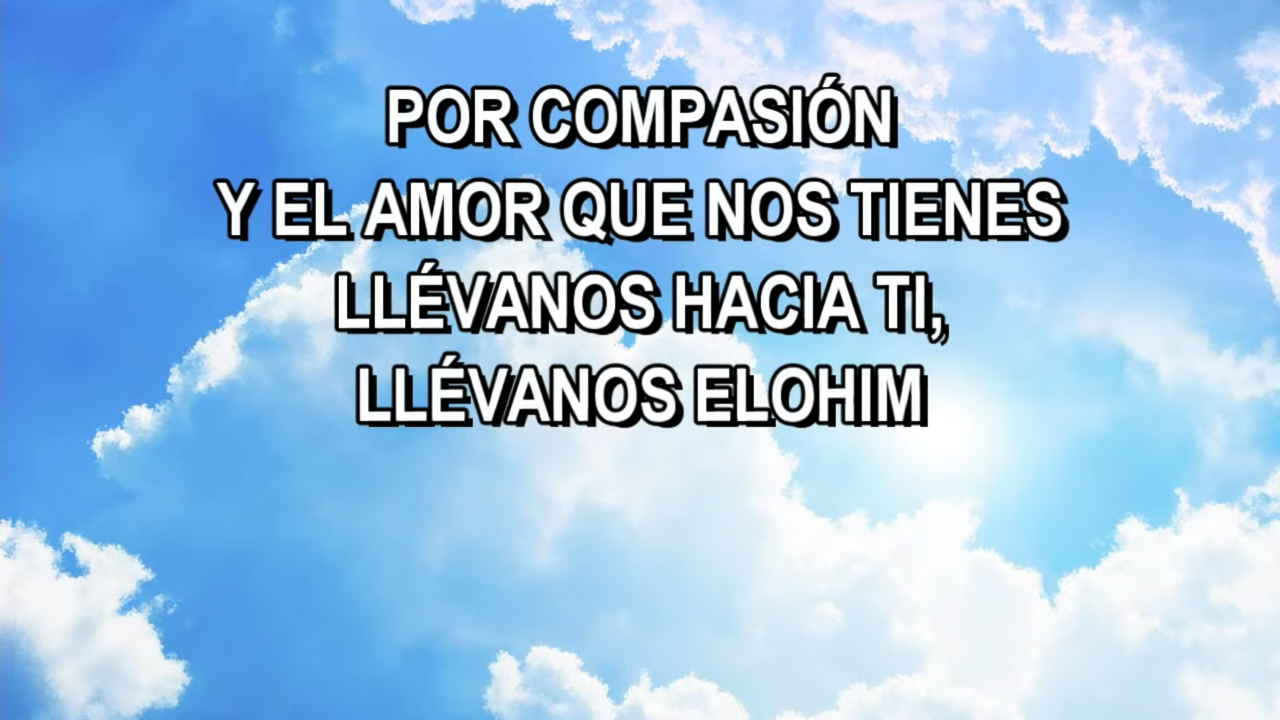 POR COMPASIÓN
Y EL AMOR QUE NOS TIENES
LLÉVANOS HACIA TI,
LLÉVANOS ELOHIM